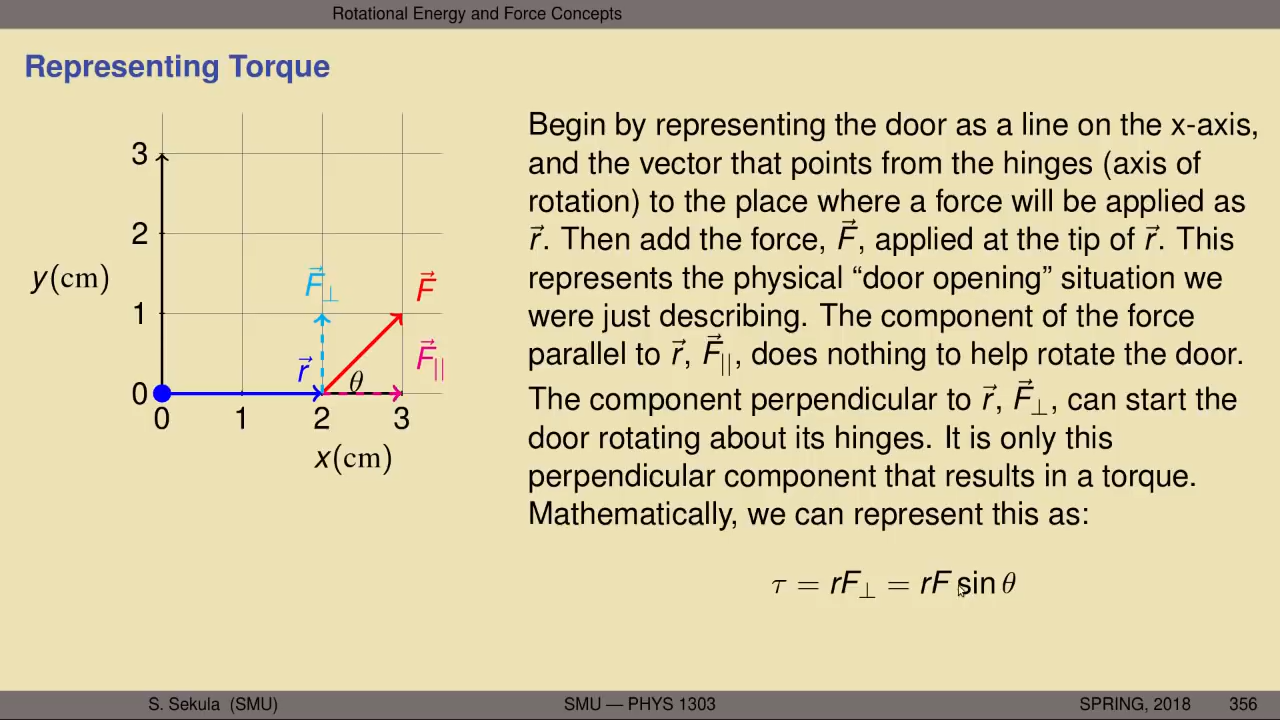 Rotational Energy and Force Concepts
Representing Torque
3
2
1
0
0 1 2 3
y(cm)
x(cm)
F⃗⊥
F⃗
r⃗
θ
F⃗||
Begin by representing the door as a line on the x-axis,
and the vector that points from the hinges (axis of
rotation) to the place where a force will be applied as
r⃗. Then add the force, F⃗, applied at the tip of r⃗. This
represents the physical “door opening” situation we
were just describing. The component of the force
parallel to r⃗, F⃗||, does nothing to help rotate the door.
The component perpendicular to r⃗, F⃗⊥, can start the
door rotating about its hinges. It is only this
perpendicular component that results in a torque.
Mathematically, we can represent this as:
τ = rF⊥ = rF sin θ
S. Sekula (SMU) SMU — PHYS 1303 SPRING, 2018 356